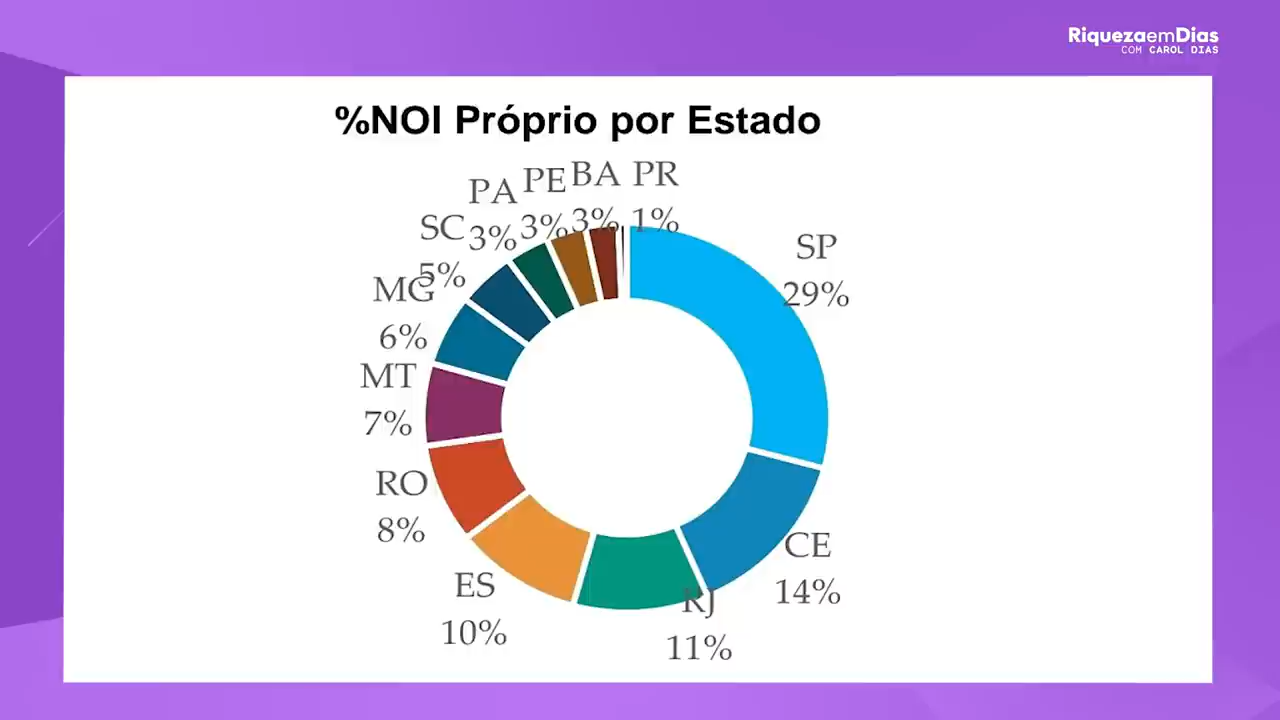 RiquezaemDias
COM CAROL DIAS
%NOI Próprio por Estado
PR
1%
SP
29%
CE
14%
RJ
11%
ES
10%
RO
8%
MT
7%
MG
6%
SC
5%
PA
3%
PE
3%
BA
3%